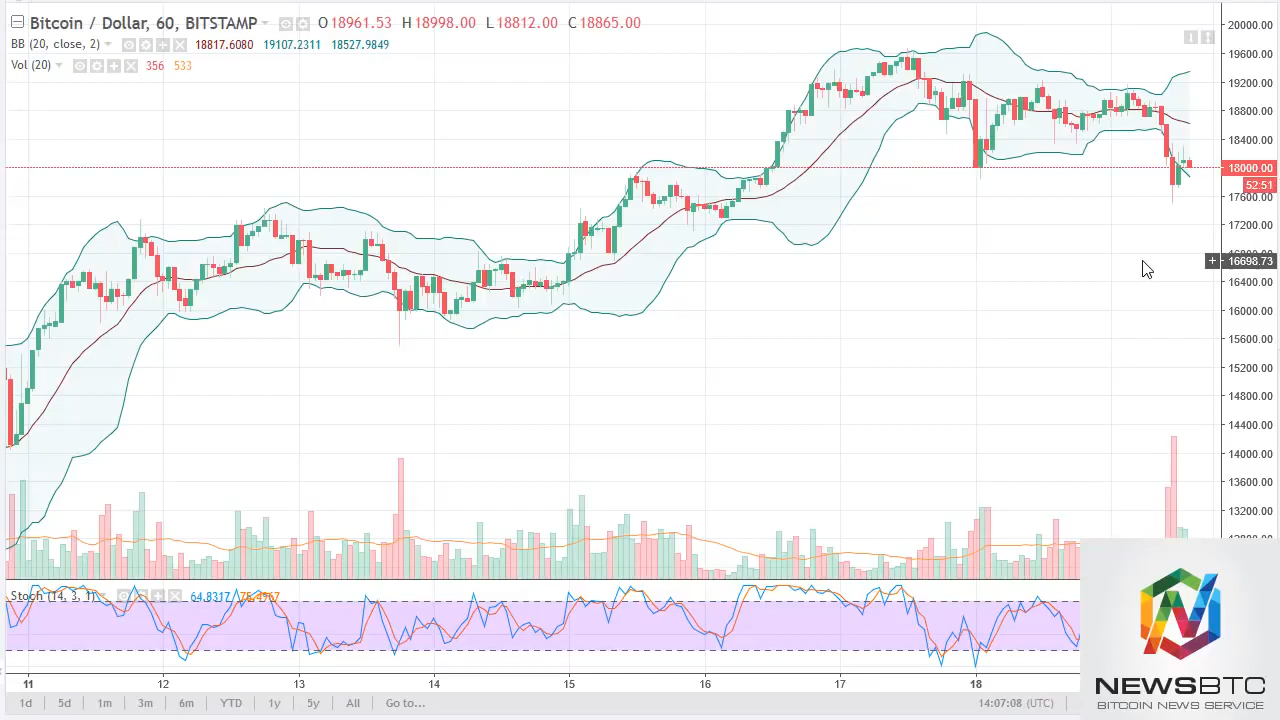 Bitcoin / Dollar, 60, BITSTAMP O 18961.53 H 18998.00 L 18812.00 C 18865.00
BB (20, close, 2) 18817.6080 19107.2311 18527.9849
Vol (20) 356 533
20000.00
19600.00
19200.00
18800.00
18400.00
18000.00
52:51
17600.00
17200.00
16800.00
+ 16698.73
16400.00
16000.00
15600.00
15200.00
14800.00
14400.00
14000.00
13600.00
13200.00
Stoch (14, 3, 1) 64.8317 75.4967
11 12 13 14 15 16 17 18
1d 5d 1m 3m 6m YTD 1y 5y All Go to... 14:07:08 (UTC)
NEWSBTC
BITCOIN NEWS SERVICE